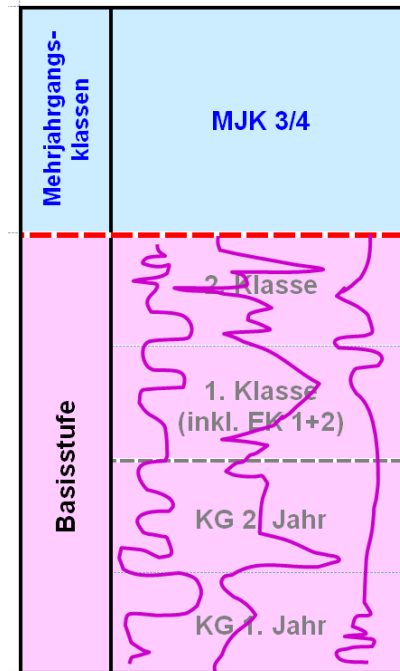 Mehrjahrgangs-
klassen
MJK 3/4
Basisstufe
2. Klasse
1. Klasse
(inkl. EK 1+2)
KG 2. Jahr
KG 1. Jahr